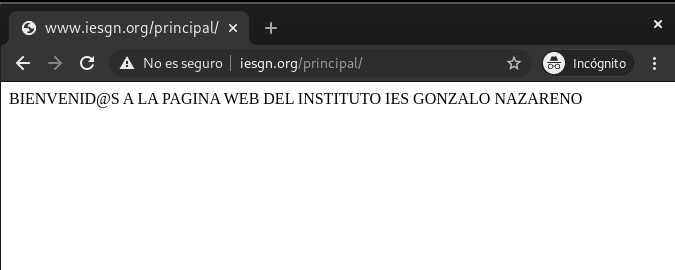 www.iesgn.org/principal/
No es seguro iesgn.org/principal/ Incógnito
BIENVENID@S A LA PAGINA WEB DEL INSTITUTO IES GONZALO NAZARENO